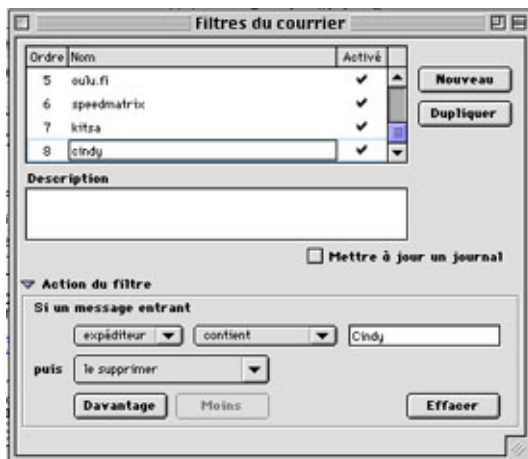 Filtres du courrier
Ordre Nom Activé
5 oulu.fi
6 speedmatrix
7 kitsa
8 cindy
Nouveau
Dupliquer
Description
Mettre à jour un journal
Action du filtre
Si un message entrant
expéditeur contient Cindy
puis le supprimer
Davantage Moins Effacer